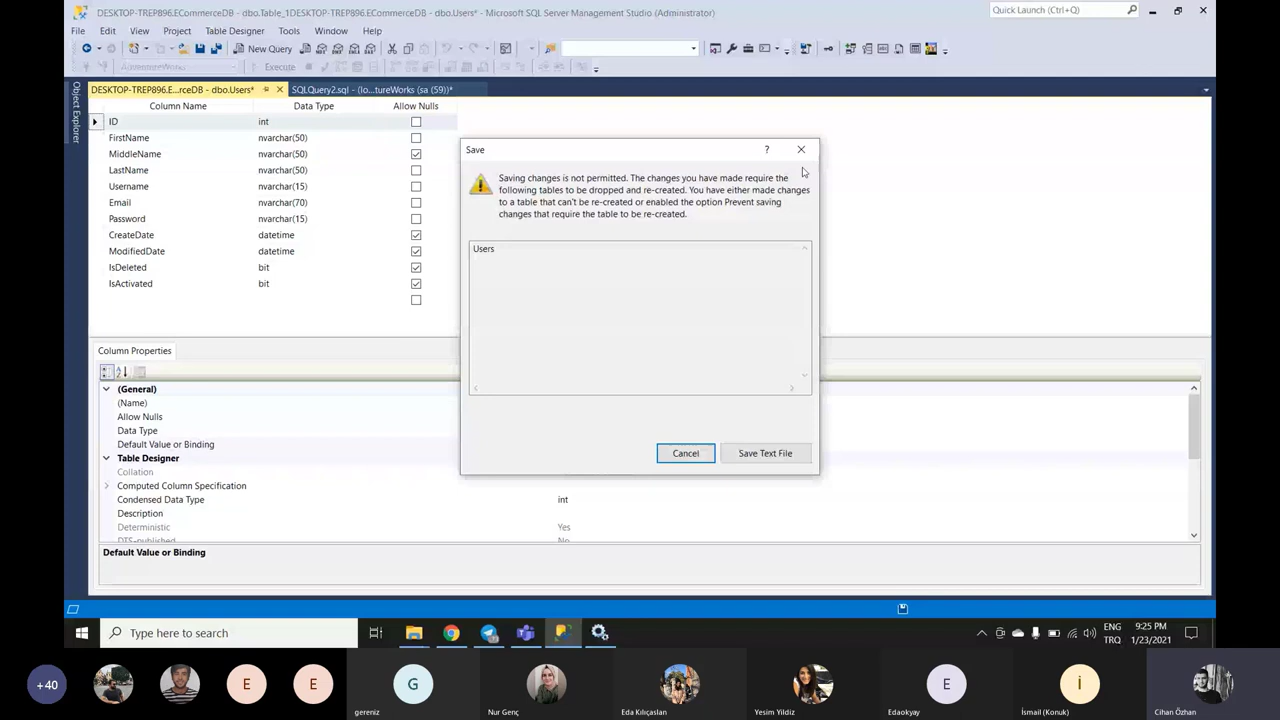 DESKTOP-TREP896.ECommerceDB - dbo.Table_1DESKTOP-TREP896.ECommerceDB - dbo.Users* - Microsoft SQL Server Management Studio (Administrator)
Quick Launch (Ctrl+Q)
File Edit View Project Table Designer Tools Window Help
New Query
AdventureWorks Execute
Object Explorer
DESKTOP-TREP896.E...rceDB - dbo.Users* SQLQuery2.sql - (lo...tureWorks (sa (59))*
Column Name Data Type Allow Nulls
ID int
FirstName nvarchar(50)
MiddleName nvarchar(50)
LastName nvarchar(50)
Username nvarchar(15)
Email nvarchar(70)
Password nvarchar(15)
CreateDate datetime
ModifiedDate datetime
IsDeleted bit
IsActivated bit
Save
?
Saving changes is not permitted. The changes you have made require the
following tables to be dropped and re-created. You have either made changes
to a table that can't be re-created or enabled the option Prevent saving
changes that require the table to be re-created.
Users
Cancel Save Text File
Column Properties
(General)
(Name)
Allow Nulls
Data Type
Default Value or Binding
Table Designer
Collation
Computed Column Specification
Condensed Data Type int
Description
Deterministic Yes
DTS-published No
Default Value or Binding
Type here to search
ENG 9:25 PM
TRQ 1/23/2021
+40 E E G E İ
gereniz Nur Genç Eda Kılıçaslan Yesim Yildiz Edaokyay İsmail (Konuk) Cihan Özhan